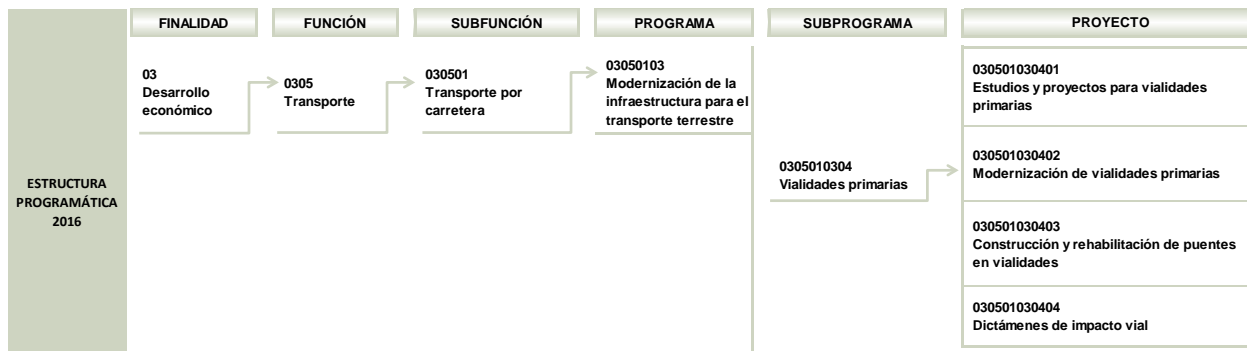 FINALIDAD
FUNCIÓN
SUBFUNCIÓN
PROGRAMA
SUBPROGRAMA
PROYECTO
ESTRUCTURA
PROGRAMÁTICA
2016
03
Desarrollo
económico
0305
Transporte
030501
Transporte por
carretera
03050103
Modernización de la
infraestructura para el
transporte terrestre
0305010304
Vialidades primarias
030501030401
Estudios y proyectos para vialidades
primarias
030501030402
Modernización de vialidades primarias
030501030403
Construcción y rehabilitación de puentes
en vialidades
030501030404
Dictámenes de impacto vial